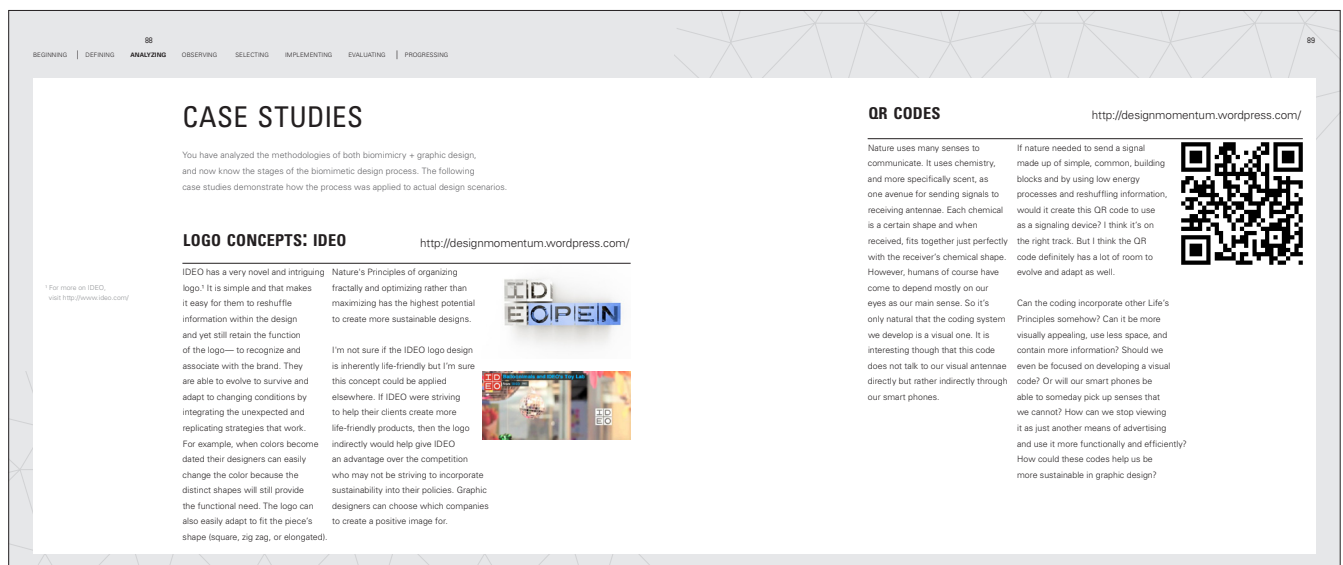 88
BEGINNING | DEFINING ANALYZING OBSERVING SELECTING IMPLEMENTING EVALUATING | PROGRESSING
CASE STUDIES
You have analyzed the methodologies of both biomimicry + graphic design,
and now know the stages of the biomimetic design process. The following
case studies demonstrate how the process was applied to actual design scenarios.
LOGO CONCEPTS: IDEO
http://designmomentum.wordpress.com/
¹ For more on IDEO,
visit http://www.ideo.com/
IDEO has a very novel and intriguing
logo.¹ It is simple and that makes
it easy for them to reshuffle
information within the design
and yet still retain the function
of the logo— to recognize and
associate with the brand. They
are able to evolve to survive and
adapt to changing conditions by
integrating the unexpected and
replicating strategies that work.
For example, when colors become
dated their designers can easily
change the color because the
distinct shapes will still provide
the functional need. The logo can
also easily adapt to fit the piece's
shape (square, zig zag, or elongated).
Nature's Principles of organizing
fractally and optimizing rather than
maximizing has the highest potential
to create more sustainable designs.
I'm not sure if the IDEO logo design
is inherently life-friendly but I'm sure
this concept could be applied
elsewhere. If IDEO were striving
to help their clients create more
life-friendly products, then the logo
indirectly would help give IDEO
an advantage over the competition
who may not be striving to incorporate
sustainability into their policies. Graphic
designers can choose which companies
to create a positive image for.
ID
EOPEN
ID
EO
IDEO's Toy Lab
ID
EO
89
QR CODES
http://designmomentum.wordpress.com/
Nature uses many senses to
communicate. It uses chemistry,
and more specifically scent, as
one avenue for sending signals to
receiving antennae. Each chemical
is a certain shape and when
received, fits together just perfectly
with the receiver's chemical shape.
However, humans of course have
come to depend mostly on our
eyes as our main sense. So it's
only natural that the coding system
we develop is a visual one. It is
interesting though that this code
does not talk to our visual antennae
directly but rather indirectly through
our smart phones.
If nature needed to send a signal
made up of simple, common, building
blocks and by using low energy
processes and reshuffling information,
would it create this QR code to use
as a signaling device? I think it's on
the right track. But I think the QR
code definitely has a lot of room to
evolve and adapt as well.
Can the coding incorporate other Life's
Principles somehow? Can it be more
visually appealing, use less space, and
contain more information? Should we
even be focused on developing a visual
code? Or will our smart phones be
able to someday pick up senses that
we cannot? How can we stop viewing
it as just another means of advertising
and use it more functionally and efficiently?
How could these codes help us be
more sustainable in graphic design?